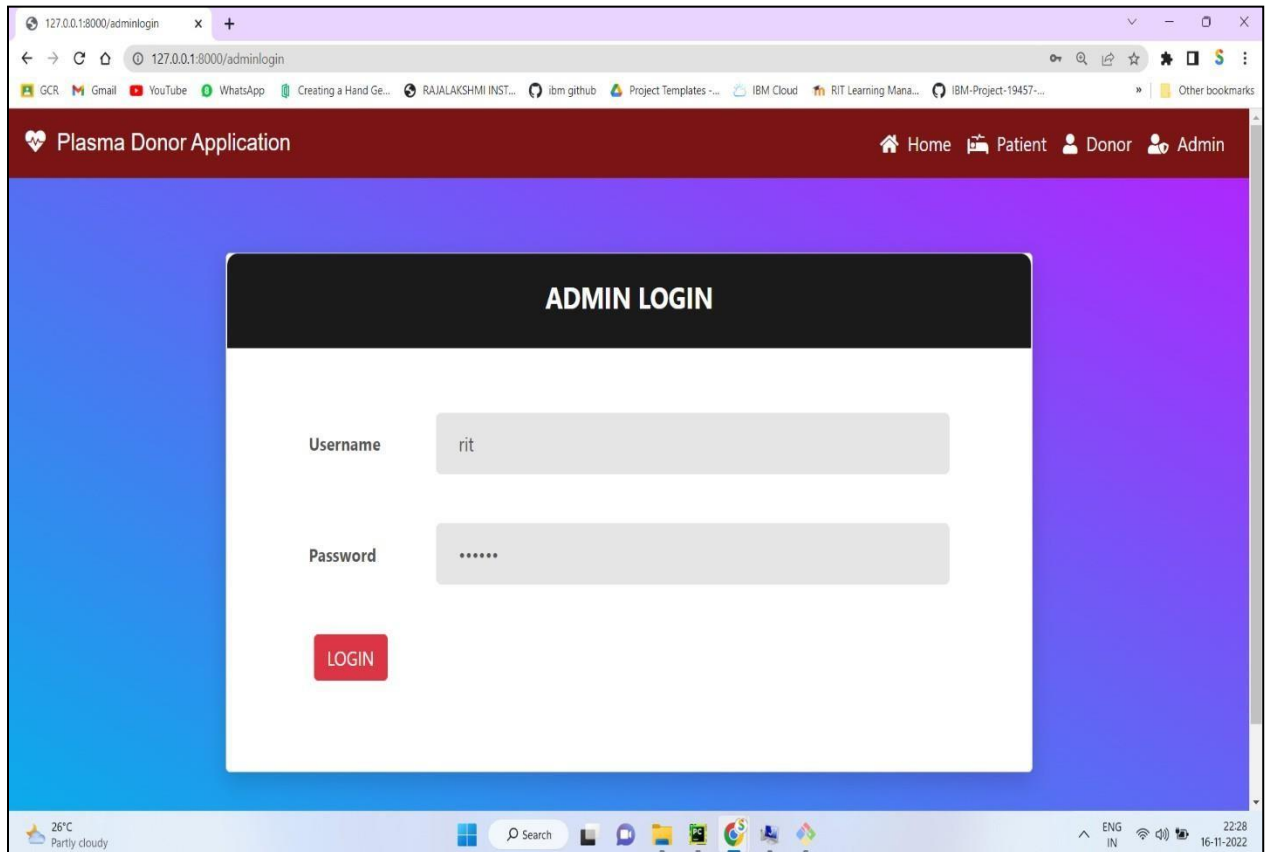 127.0.0.1:8000/adminlogin
127.0.0.1:8000/adminlogin
GCR Gmail YouTube WhatsApp Creating a Hand Ge... RAJALAKSHMI INST... ibm github Project Templates -... IBM Cloud RIT Learning Mana... IBM-Project-19457-... » Other bookmarks
Plasma Donor Application Home Patient Donor Admin
ADMIN LOGIN
Username rit
Password ••••••
LOGIN
26°C
Partly cloudy
Search
ENG
IN
22:28
16-11-2022